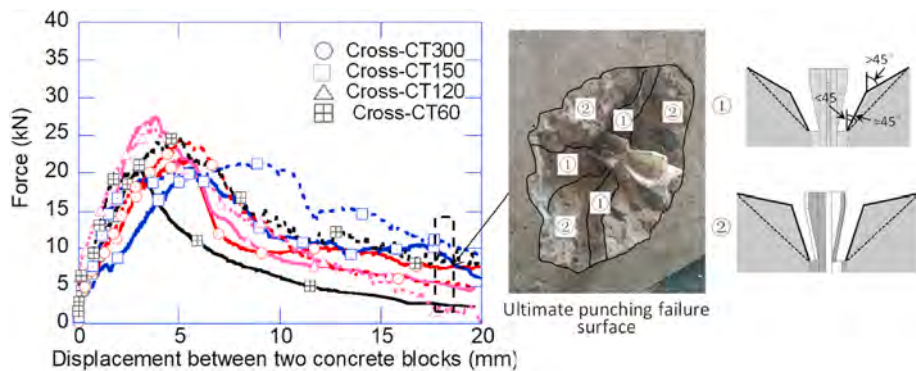 40
35
30
25
20
15
10
5
0
Force (kN)
0 5 10 15 20
Displacement between two concrete blocks (mm)
Cross-CT300
Cross-CT150
Cross-CT120
Cross-CT60
②
②
①
①
①
②
Ultimate punching failure
surface
①
>45°
<45
=45°
②